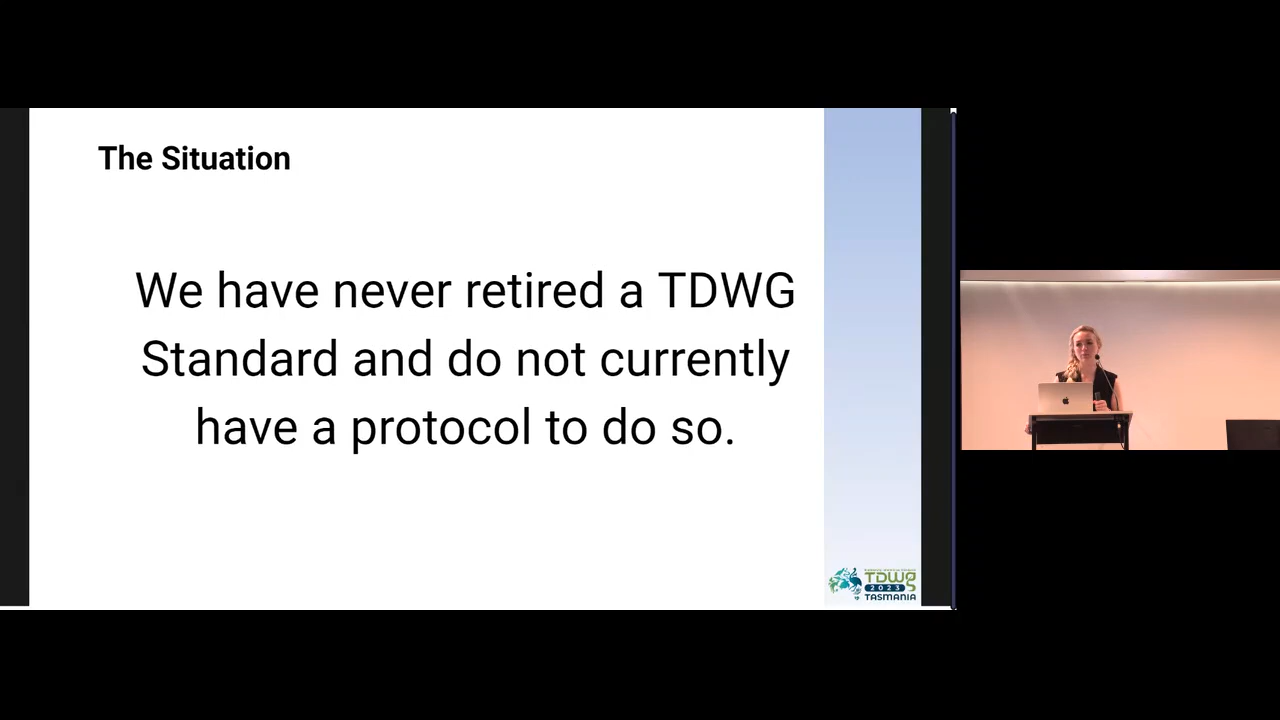 The Situation
We have never retired a TDWG
Standard and do not currently
have a protocol to do so.
TDWG
2023
TASMANIA